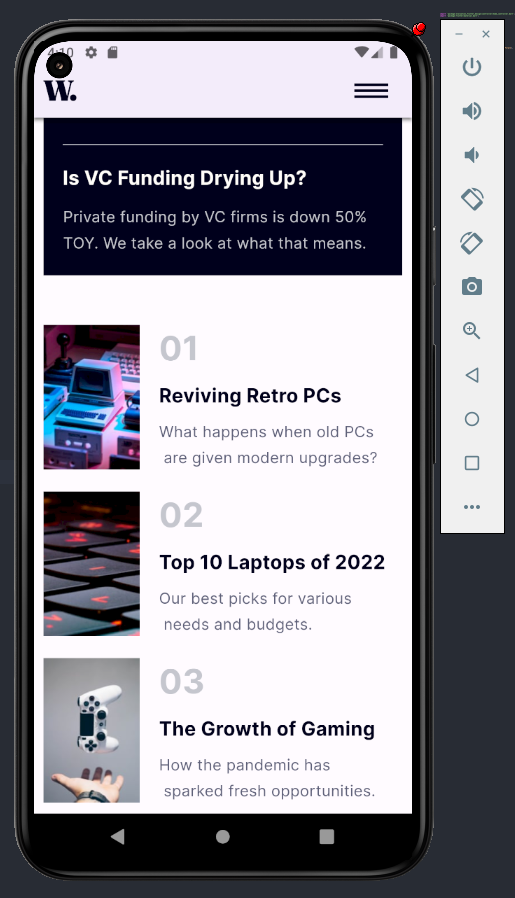 4:10
W.
Is VC Funding Drying Up?
Private funding by VC firms is down 50%
TOY. We take a look at what that means.
01
Reviving Retro PCs
What happens when old PCs
are given modern upgrades?
02
Top 10 Laptops of 2022
Our best picks for various
needs and budgets.
03
The Growth of Gaming
How the pandemic has
sparked fresh opportunities.